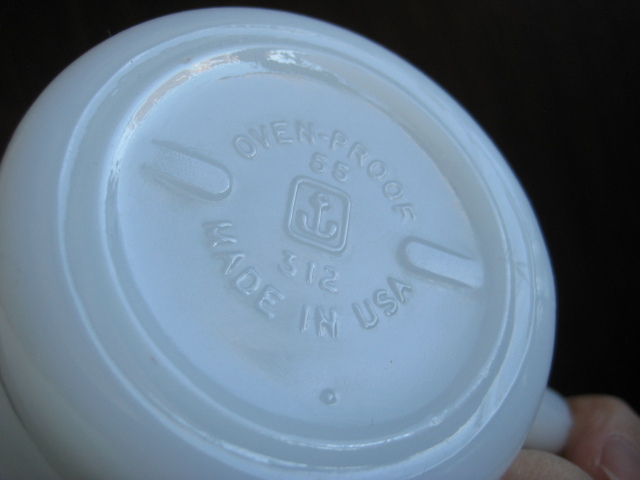 OVEN-PROOF
55
312
MADE IN USA